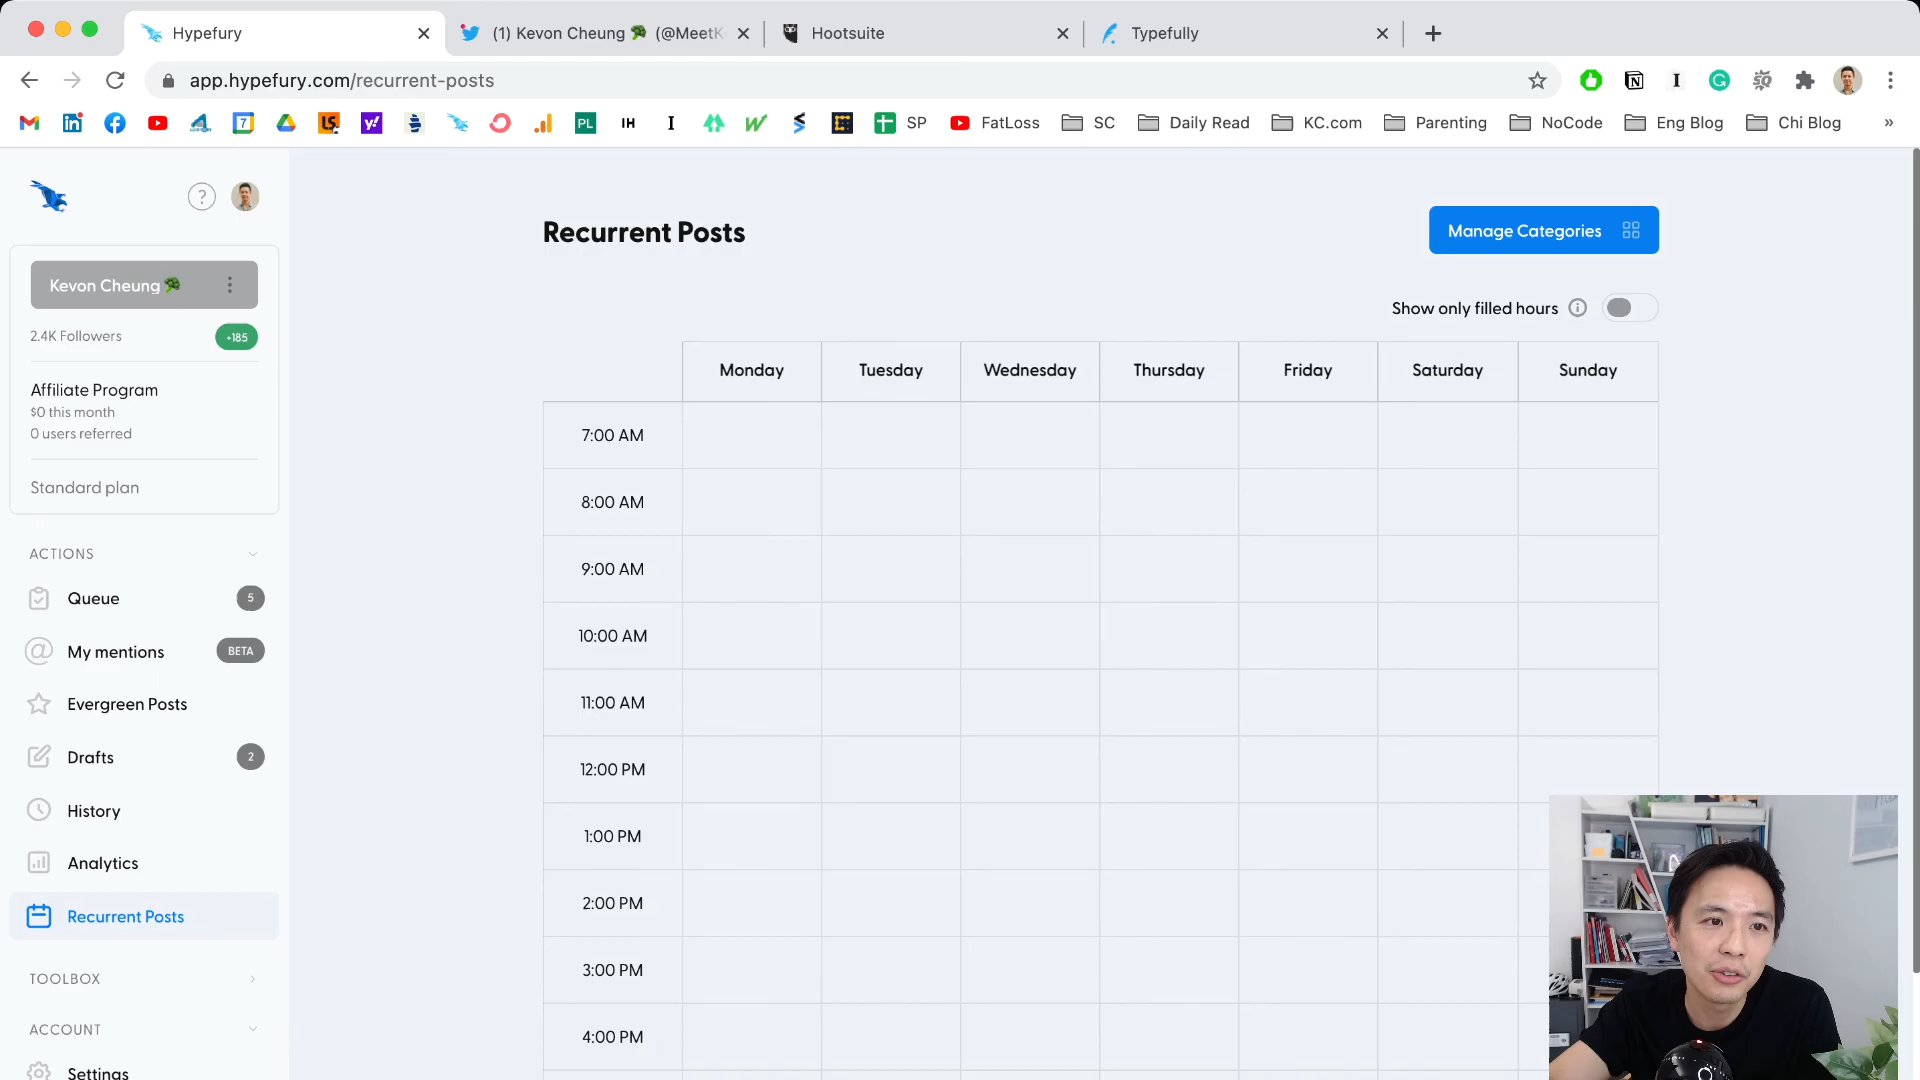 Hypefury
(1) Kevon Cheung 🥦 (@MeetK
Hootsuite
Typefully
app.hypefury.com/recurrent-posts
SP
FatLoss
SC
Daily Read
KC.com
Parenting
NoCode
Eng Blog
Chi Blog
»
Kevon Cheung 🥦
2.4K Followers
+185
Affiliate Program
$0 this month
0 users referred
Standard plan
ACTIONS
Queue
5
My mentions
BETA
Evergreen Posts
Drafts
2
History
Analytics
Recurrent Posts
TOOLBOX
ACCOUNT
Settings
Recurrent Posts
Manage Categories
Show only filled hours
Monday Tuesday Wednesday Thursday Friday Saturday Sunday
7:00 AM
8:00 AM
9:00 AM
10:00 AM
11:00 AM
12:00 PM
1:00 PM
2:00 PM
3:00 PM
4:00 PM